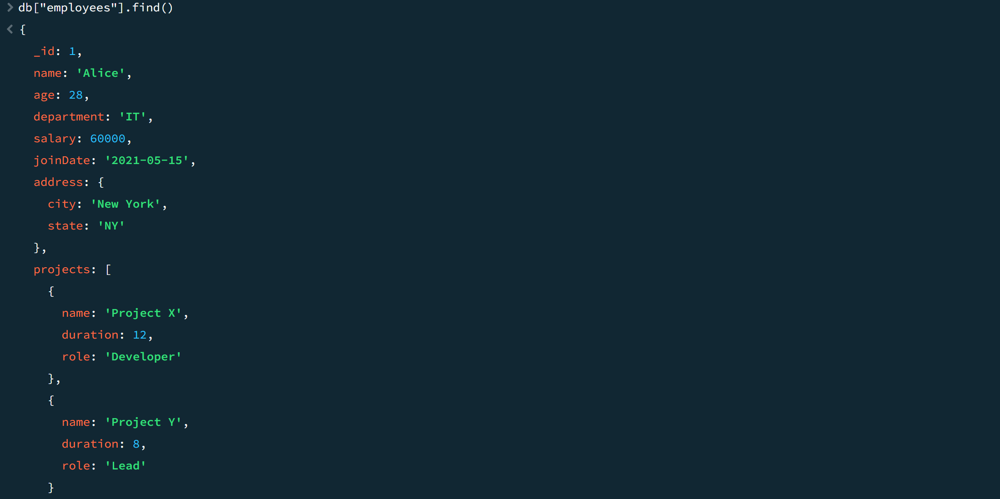 > db["employees"].find()
< {
_id: 1,
name: 'Alice',
age: 28,
department: 'IT',
salary: 60000,
joinDate: '2021-05-15',
address: {
city: 'New York',
state: 'NY'
},
projects: [
{
name: 'Project X',
duration: 12,
role: 'Developer'
},
{
name: 'Project Y',
duration: 8,
role: 'Lead'
}